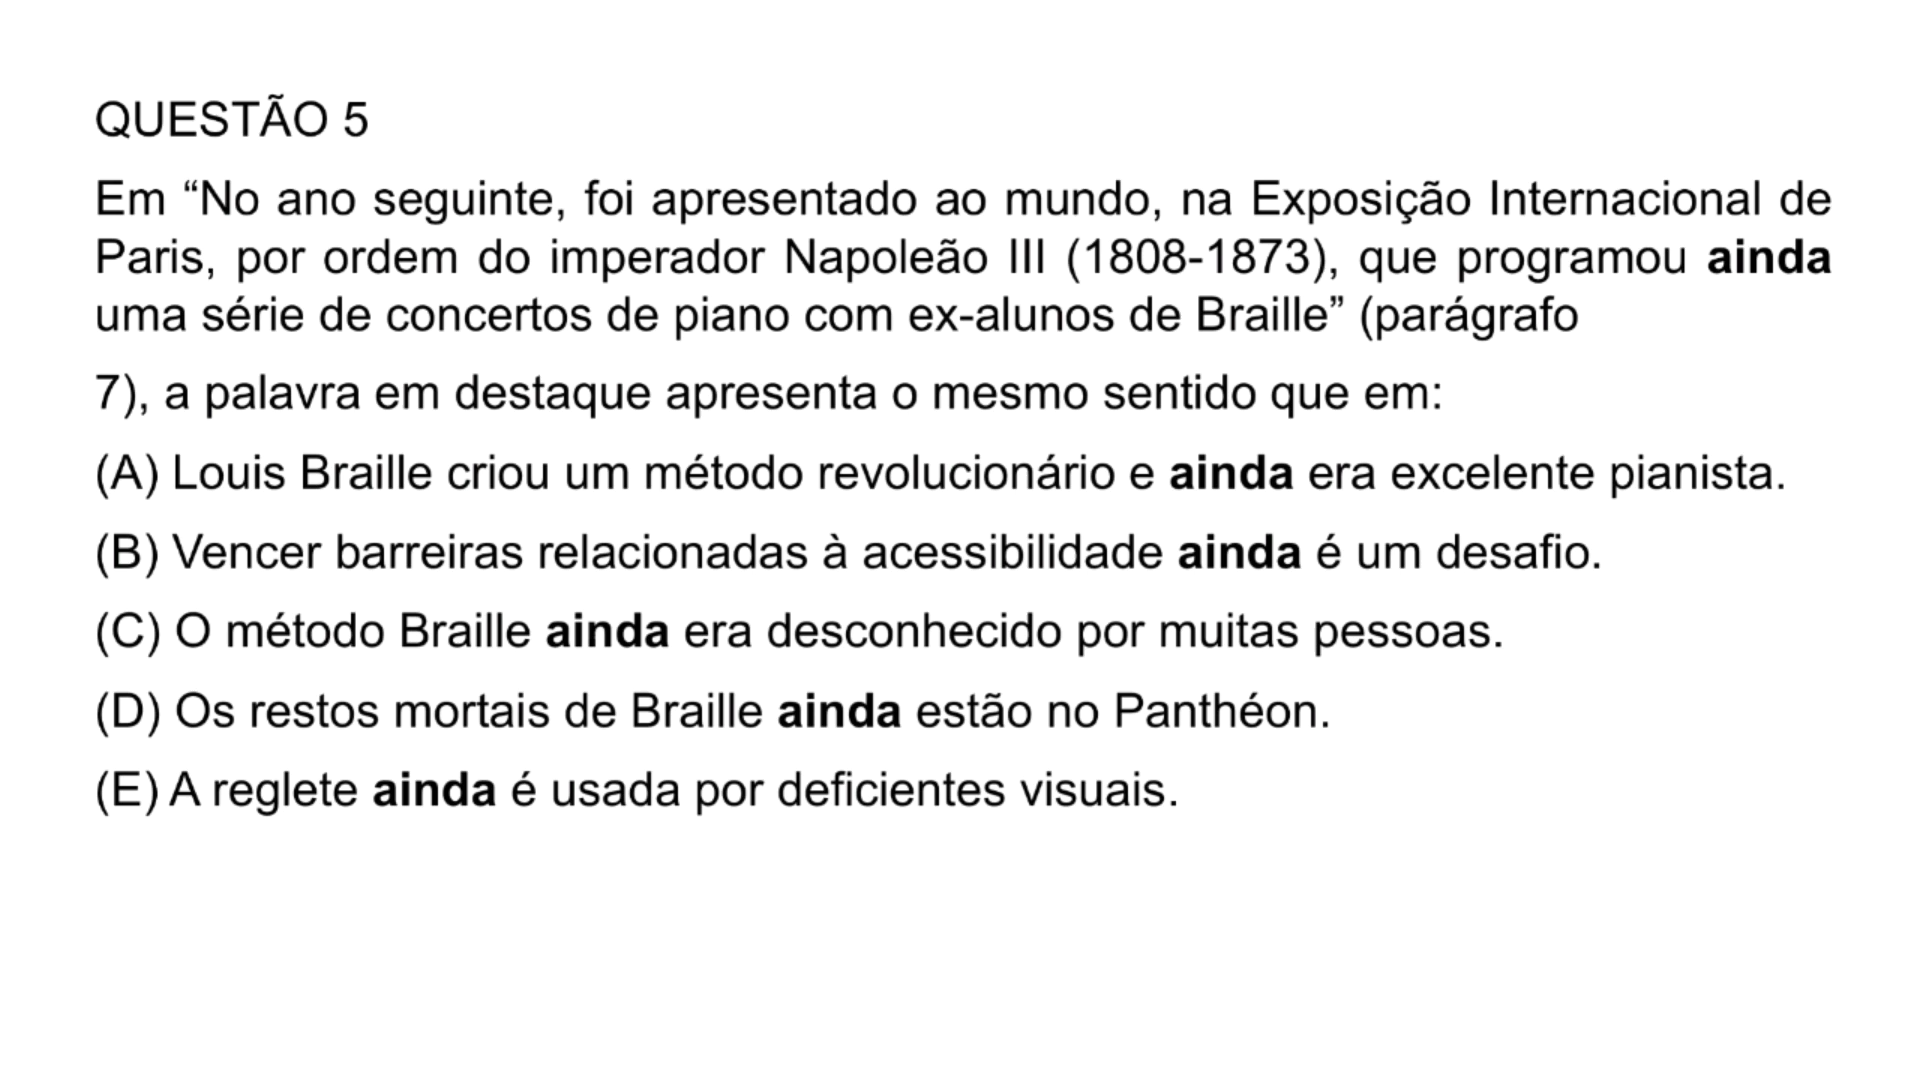 QUESTÃO 5
Em “No ano seguinte, foi apresentado ao mundo, na Exposição Internacional de
Paris, por ordem do imperador Napoleão III (1808-1873), que programou ainda
uma série de concertos de piano com ex-alunos de Braille” (parágrafo
7), a palavra em destaque apresenta o mesmo sentido que em:
(A) Louis Braille criou um método revolucionário e ainda era excelente pianista.
(B) Vencer barreiras relacionadas à acessibilidade ainda é um desafio.
(C) O método Braille ainda era desconhecido por muitas pessoas.
(D) Os restos mortais de Braille ainda estão no Panthéon.
(E) A reglete ainda é usada por deficientes visuais.